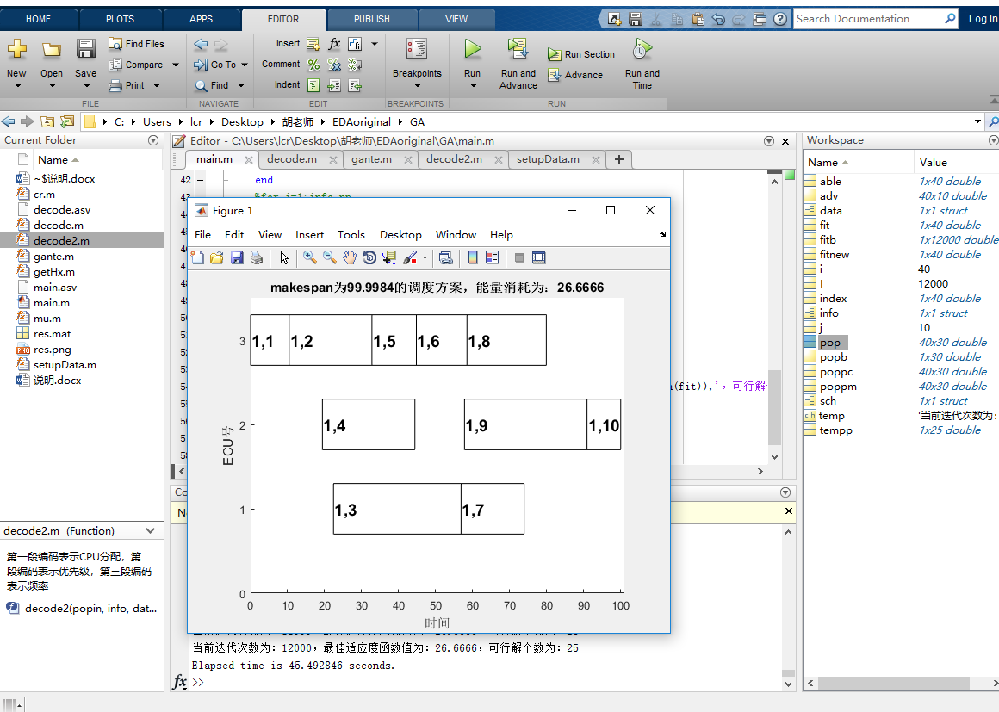 HOME PLOTS APPS EDITOR PUBLISH VIEW Search Documentation Log In
New Open Save Find Files Compare Print Go To Find Insert Comment Indent Breakpoints Run Run and Advance Run Section Advance Run and Time
FILE NAVIGATE EDIT BREAKPOINTS RUN
C: Users lcr Desktop 胡老师 EDAoriginal GA
Current Folder
Name
~$说明.docx
cr.m
decode.asv
decode.m
decode2.m
gante.m
getHx.m
main.asv
main.m
mu.m
res.mat
res.png
setupData.m
说明.docx
decode2.m (Function)
第一段编码表示CPU分配，第二
段编码表示优先级，第三段编码
表示频率
decode2(popin, info, dat...
Editor - C:\Users\lcr\Desktop\胡老师\EDAoriginal\GA\main.m
main.m decode.m gante.m decode2.m setupData.m
42 – end
(fit)),'，可行解
Figure 1
File Edit View Insert Tools Desktop Window Help
makespan为99.9984的调度方案，能量消耗为：26.6666
3
1,1 1,2 1,5 1,6 1,8
2
1,4 1,9 1,10
ECU号
1
1,3 1,7
0
0 10 20 30 40 50 60 70 80 90 100
时间
当前迭代次数为：12000，最佳适应度函数值为：26.6666，可行解个数为：25
Elapsed time is 45.492846 seconds.
fx >>
Workspace
Name Value
able 1x40 double
adv 40x10 double
data 1x1 struct
fit 1x40 double
fitb 1x12000 double
fitnew 1x40 double
i 40
I 12000
index 1x40 double
info 1x1 struct
j 10
pop 40x30 double
popb 1x30 double
poppc 40x30 double
poppm 40x30 double
sch 1x1 struct
temp '当前迭代次数为：
tempp 1x25 double